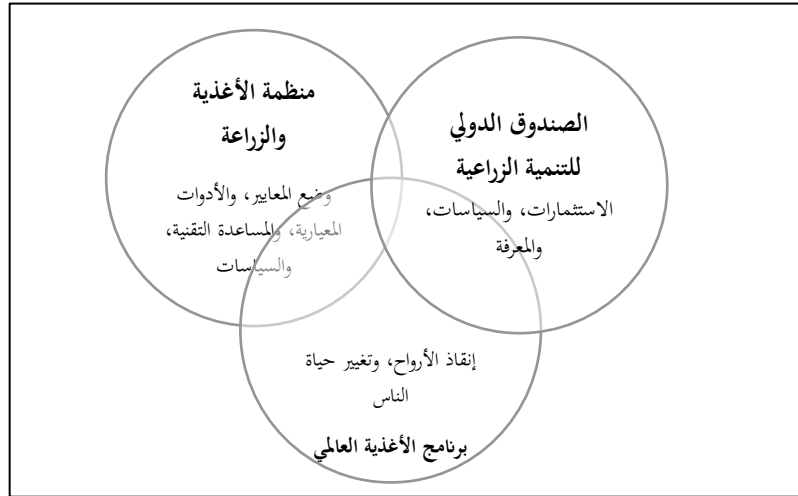 منظمة الأغذية
والزراعة
وضع المعايير، والأدوات
المعيارية، والمساعدة التقنية،
والسياسات
الصندوق الدولي
للتنمية الزراعية
الاستثمارات، والسياسات،
والمعرفة
إنقاذ الأرواح، وتغيير حياة
الناس
برنامج الأغذية العالمي